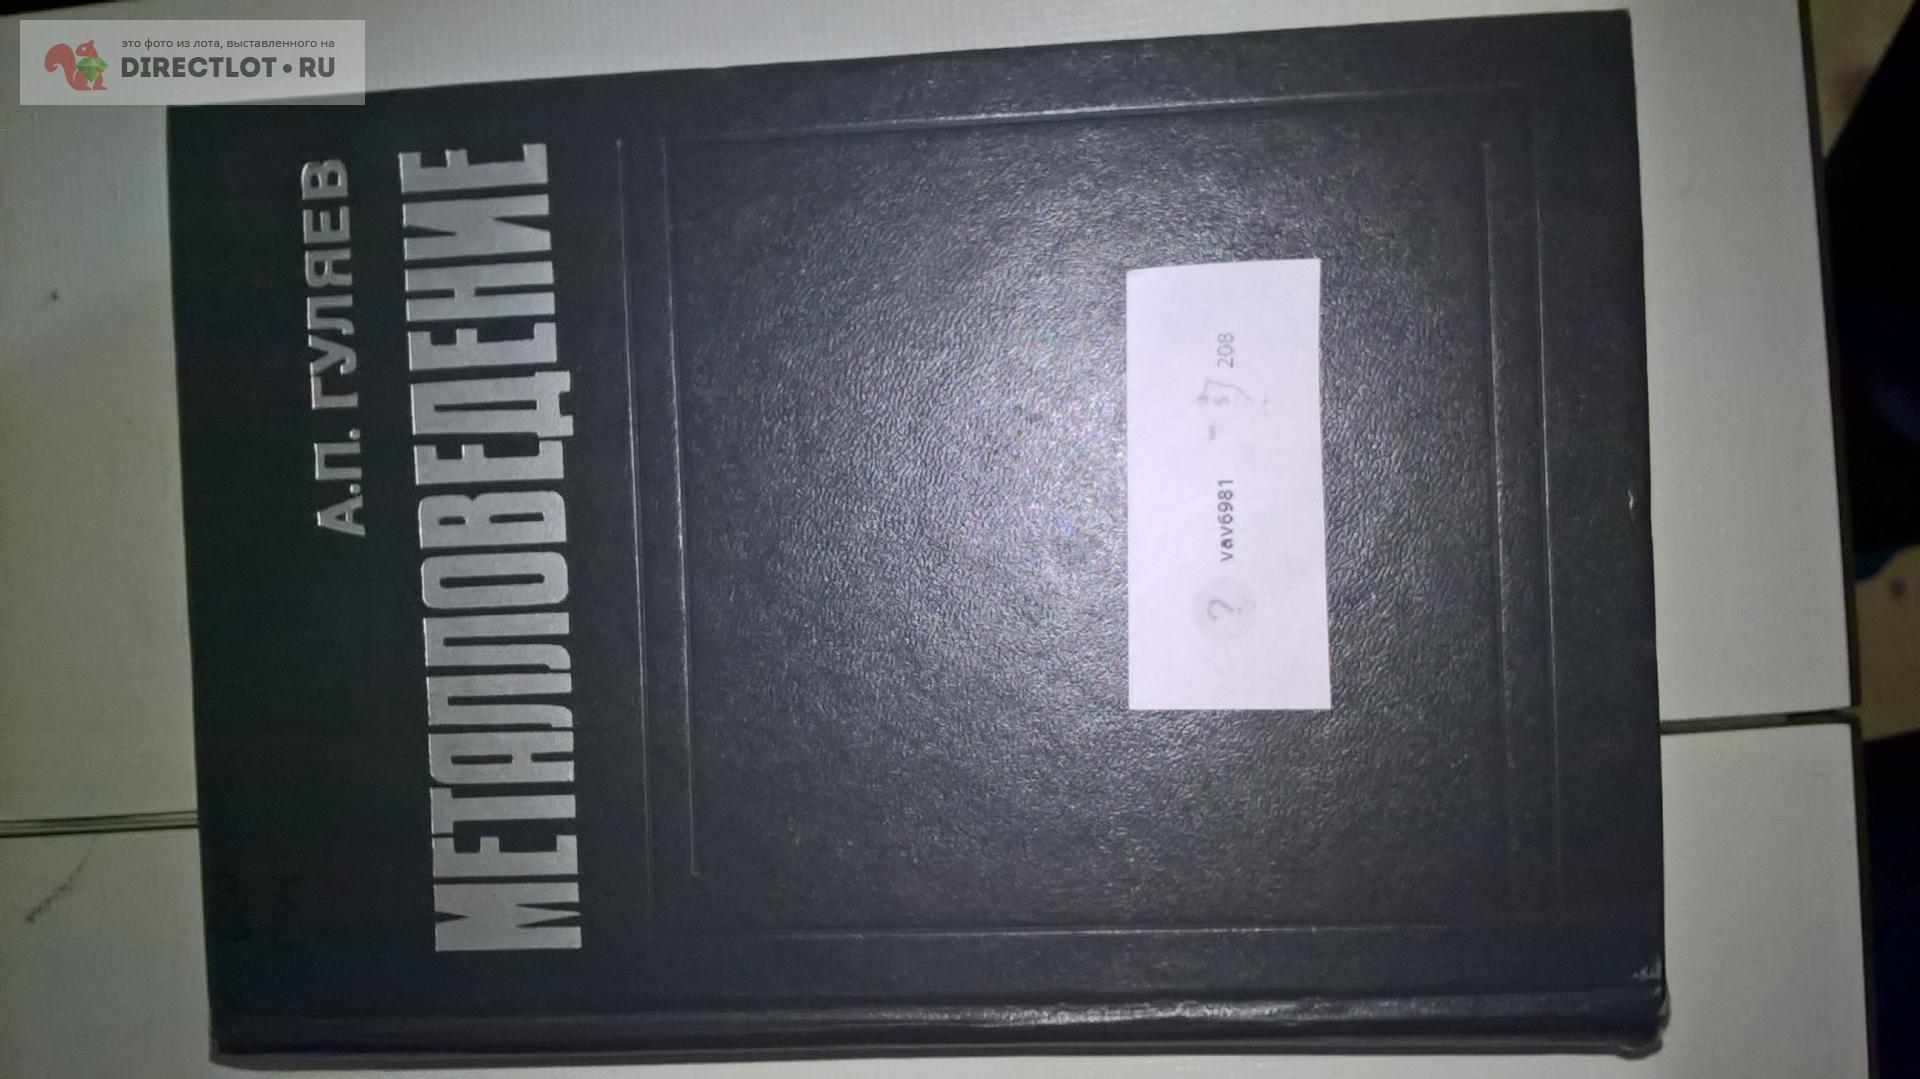 это фото из лота, выставленного на
DIRECTLOT•RU
А.П. ГУЛЯЕВ
МЕТАЛЛОВЕДЕНИЕ
? vav6981 208